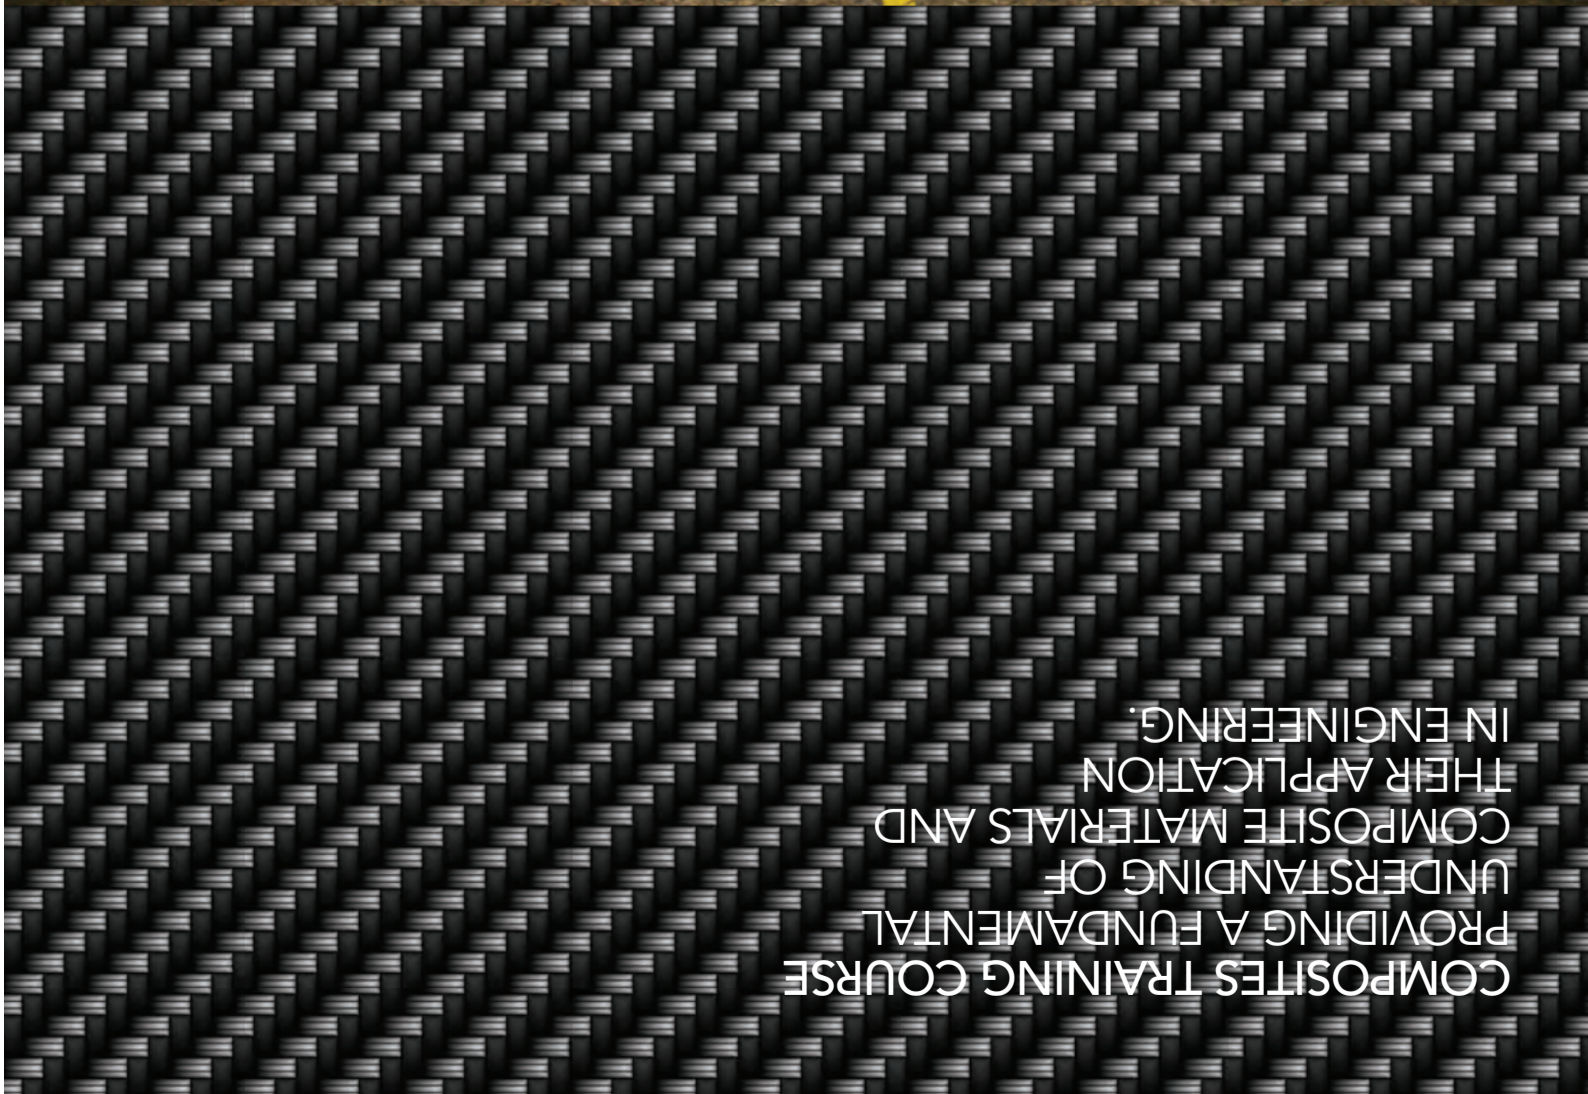 COMPOSITES TRAINING COURSE
PROVIDING A FUNDAMENTAL
UNDERSTANDING OF
COMPOSITE MATERIALS AND
THEIR APPLICATION
IN ENGINEERING.